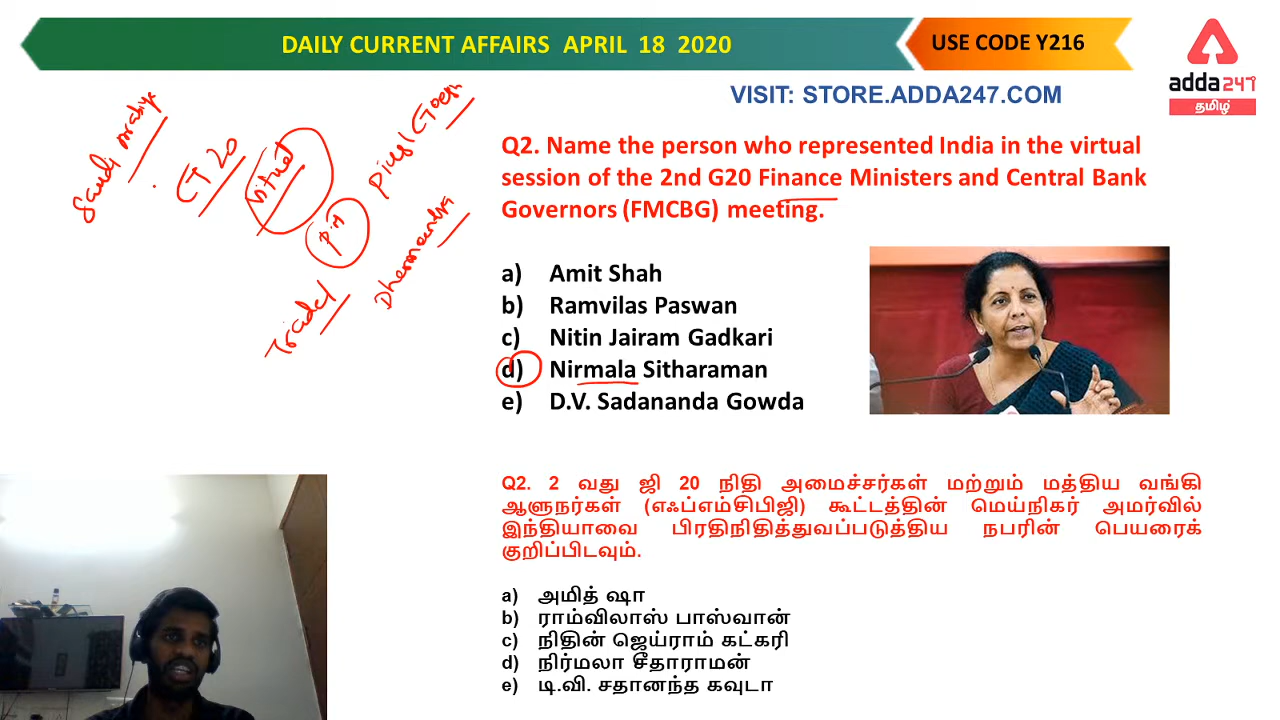 DAILY CURRENT AFFAIRS APRIL 18 2020
USE CODE Y216
adda247
தமிழ்
VISIT: STORE.ADDA247.COM
Saudi
G20
Virtual
PM
Trade
Dharmendra
Q2. Name the person who represented India in the virtual
session of the 2nd G20 Finance Ministers and Central Bank
Governors (FMCBG) meeting.
a) Amit Shah
b) Ramvilas Paswan
c) Nitin Jairam Gadkari
d) Nirmala Sitharaman
e) D.V. Sadananda Gowda
Q2. 2 வது ஜி 20 நிதி அமைச்சர்கள் மற்றும் மத்திய வங்கி
ஆளுநர்கள் (எஃப்எம்சிபிஜி) கூட்டத்தின் மெய்நிகர் அமர்வில்
இந்தியாவை பிரதிநிதித்துவப்படுத்திய நபரின் பெயரைக்
குறிப்பிடவும்.
a) அமித் ஷா
b) ராம்விலாஸ் பாஸ்வான்
c) நிதின் ஜெய்ராம் கட்கரி
d) நிர்மலா சீதாராமன்
e) டி.வி. சதானந்த கவுடா